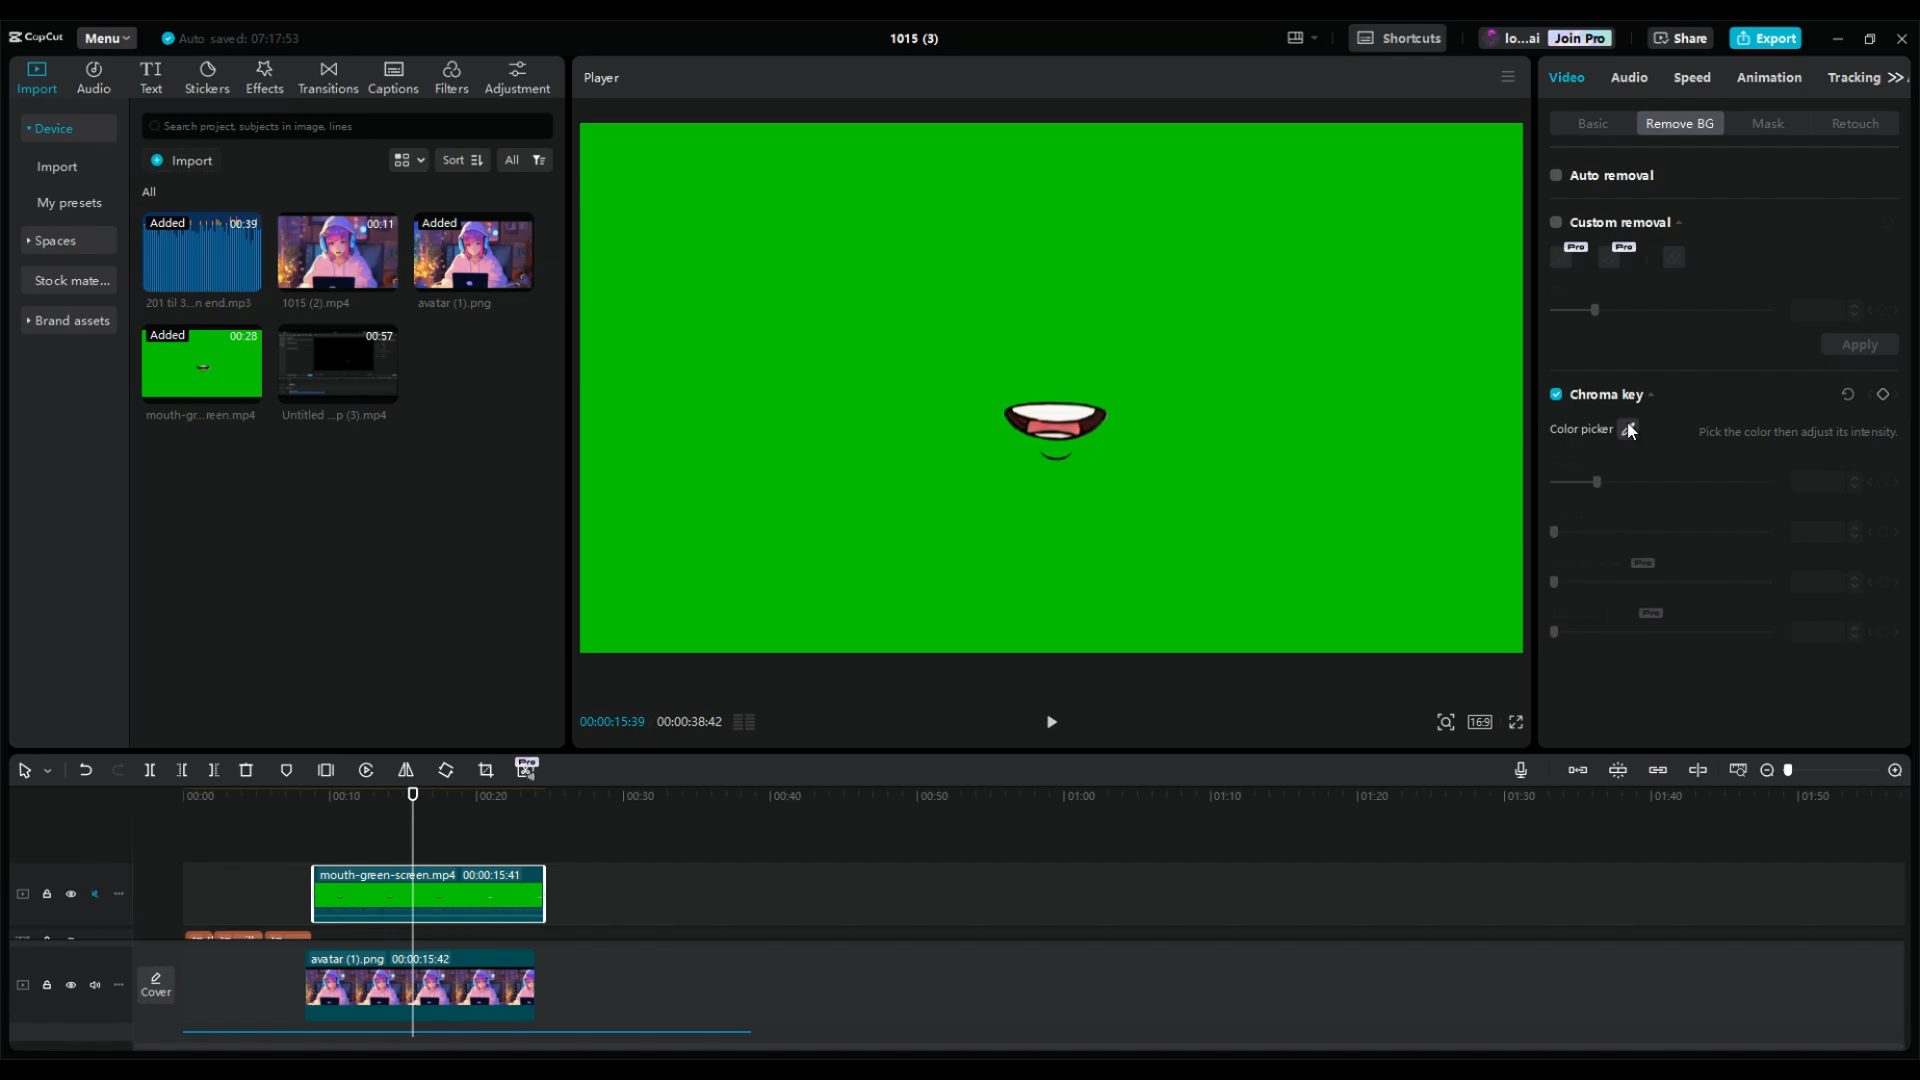 CapCut
Menu
Auto saved: 07:17:53
1015 (3)
Shortcuts
lo...ai
Join Pro
Share
Export
Import
Audio
Text
Stickers
Effects
Transitions
Captions
Filters
Adjustment
Device
Import
My presets
Spaces
Stock mate...
Brand assets
Search project, subjects in image, lines
Import
Sort
All
All
Added
00:39
201 til 3...n end.mp3
00:11
1015 (2).mp4
Added
avatar (1).png
Added
00:28
mouth-gr...reen.mp4
00:57
Untitled ...p (3).mp4
Player
00:00:15:39
00:00:38:42
16:9
Video
Audio
Speed
Animation
Tracking
Basic
Remove BG
Mask
Retouch
Auto removal
Custom removal
Pro
Pro
Apply
Chroma key
Color picker
Pick the color then adjust its intensity.
Pro
Pro
Pro
00:00
00:10
00:20
00:30
00:40
00:50
01:00
01:10
01:20
01:30
01:40
01:50
mouth-green-screen.mp4 00:00:15:41
Cover
avatar (1).png 00:00:15:42